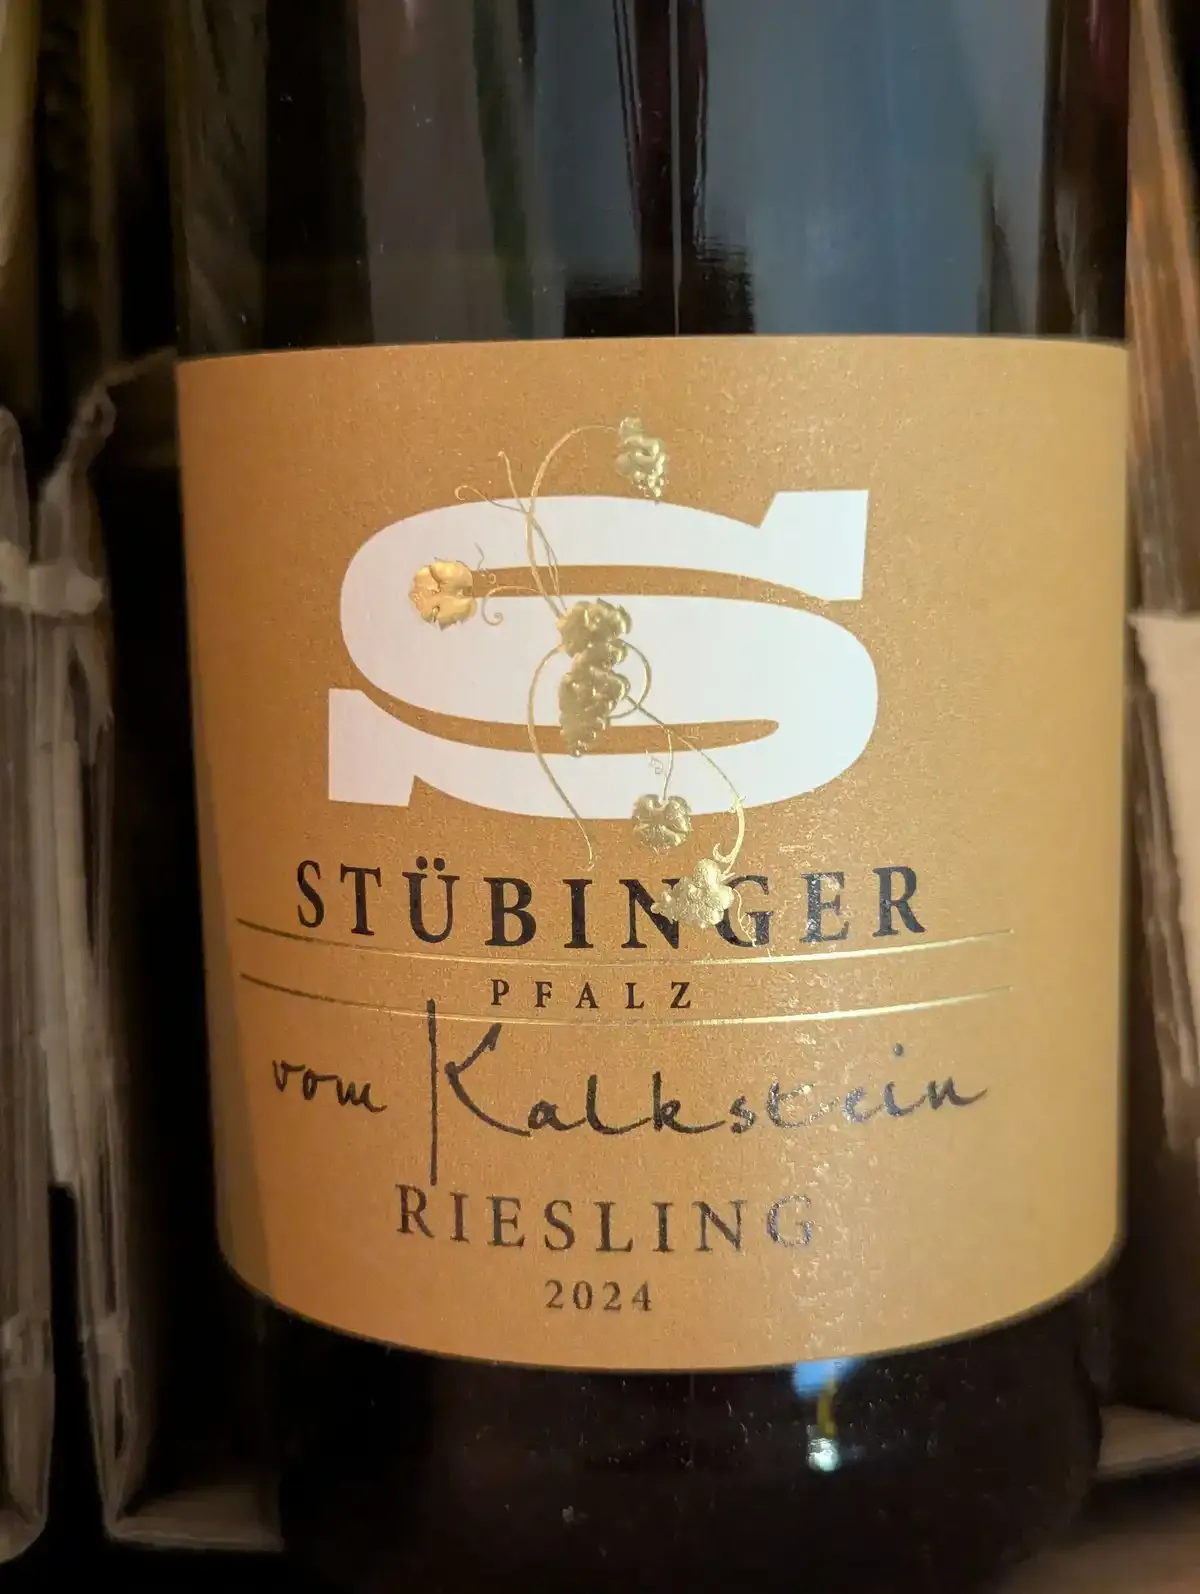 S
STÜBINGER
PFALZ
vom Kalkstein
RIESLING
2024